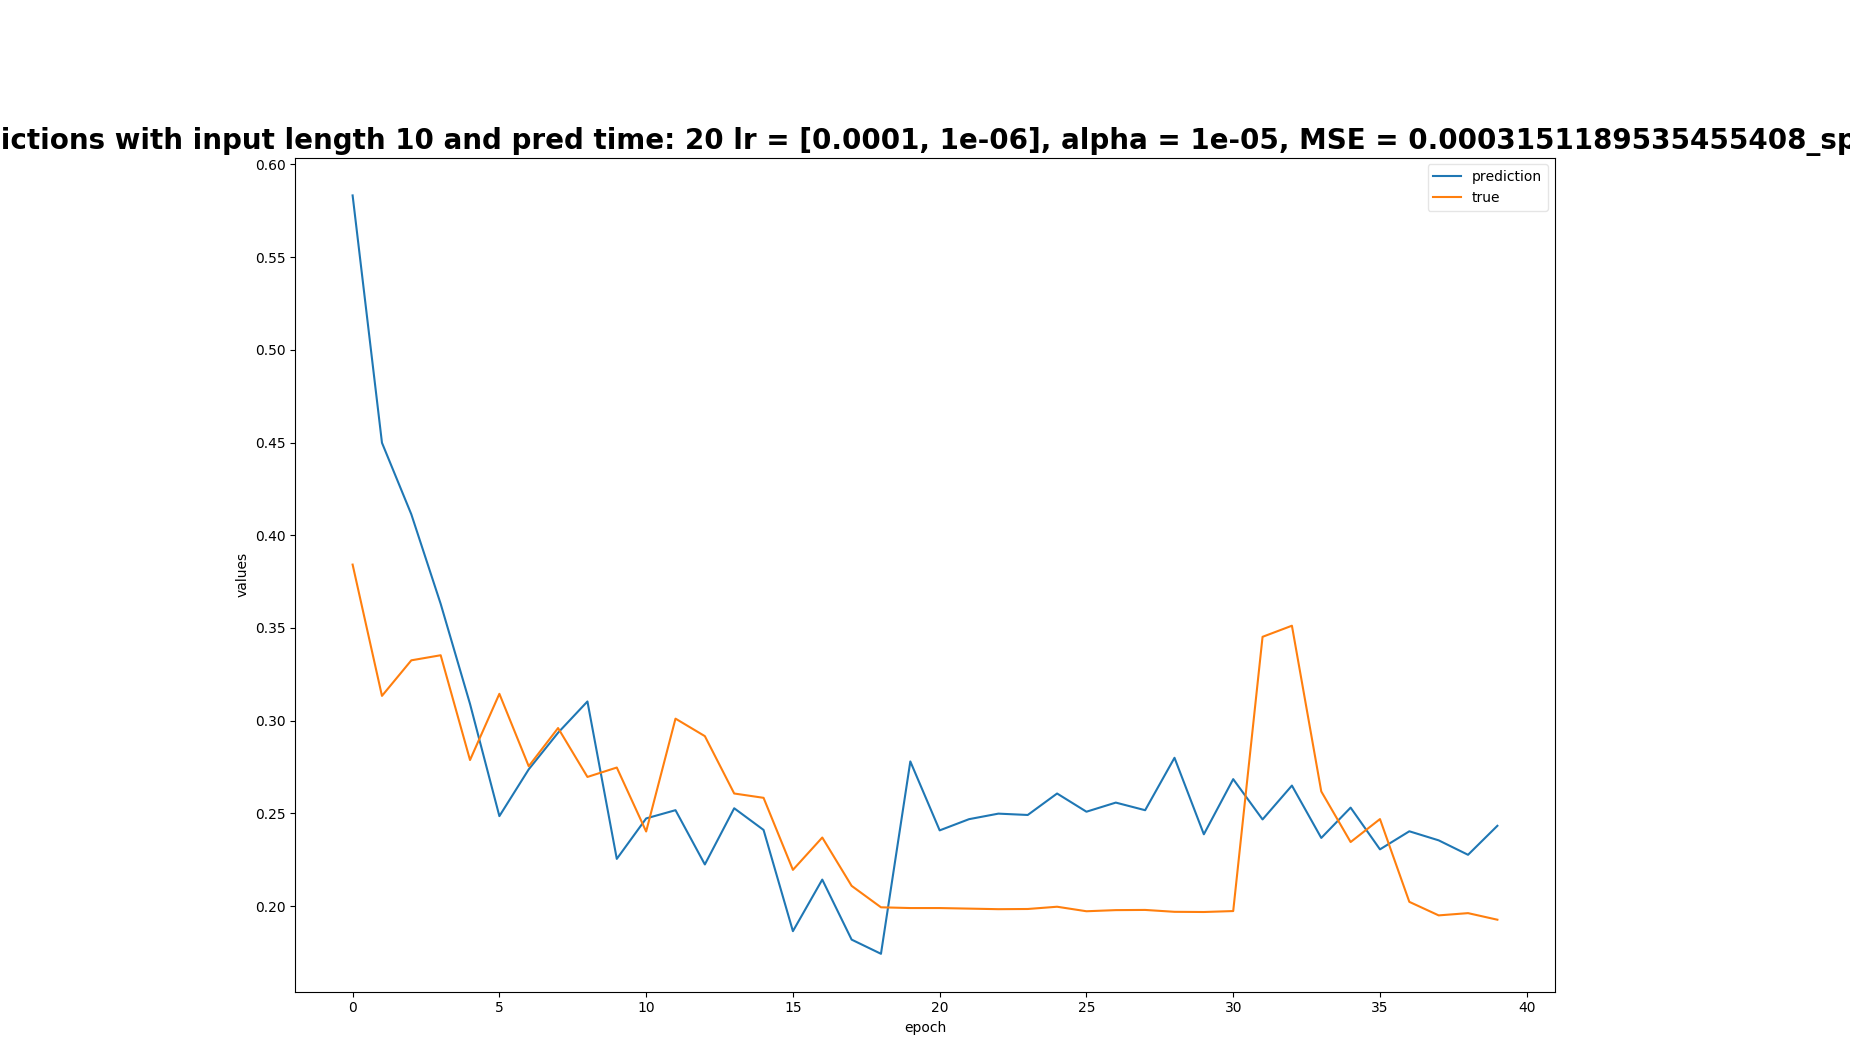 ictions with input length 10 and pred time: 20 lr = [0.0001, 1e-06], alpha = 1e-05, MSE = 0.0003151189535455408_sp
prediction
true
0.60
0.55
0.50
0.45
0.40
0.35
0.30
0.25
0.20
values
0 5 10 15 20 25 30 35 40
epoch